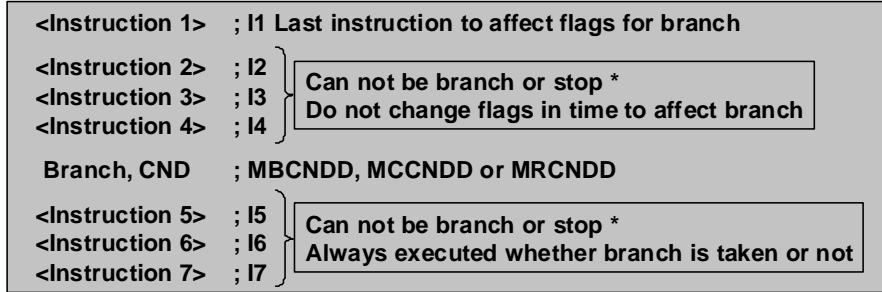 <Instruction 1> ; I1 Last instruction to affect flags for branch
<Instruction 2> ; I2
<Instruction 3> ; I3
<Instruction 4> ; I4
Can not be branch or stop *
Do not change flags in time to affect branch
Branch, CND ; MBCNDD, MCCNDD or MRCNDD
<Instruction 5> ; I5
<Instruction 6> ; I6
<Instruction 7> ; I7
Can not be branch or stop *
Always executed whether branch is taken or not